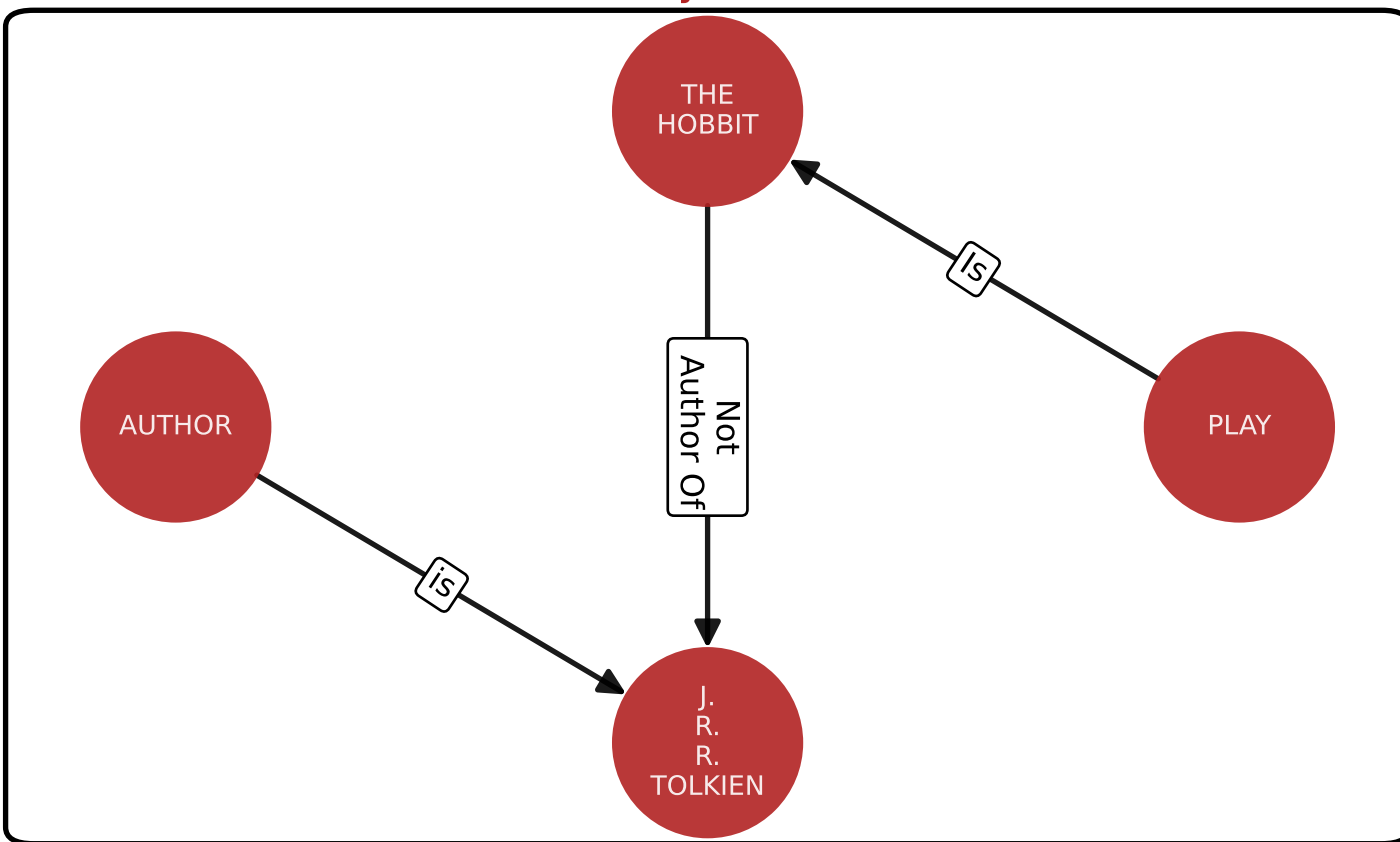 THE
HOBBIT
Is
Not
Author Of
AUTHOR
PLAY
is
J.
R.
R.
TOLKIEN